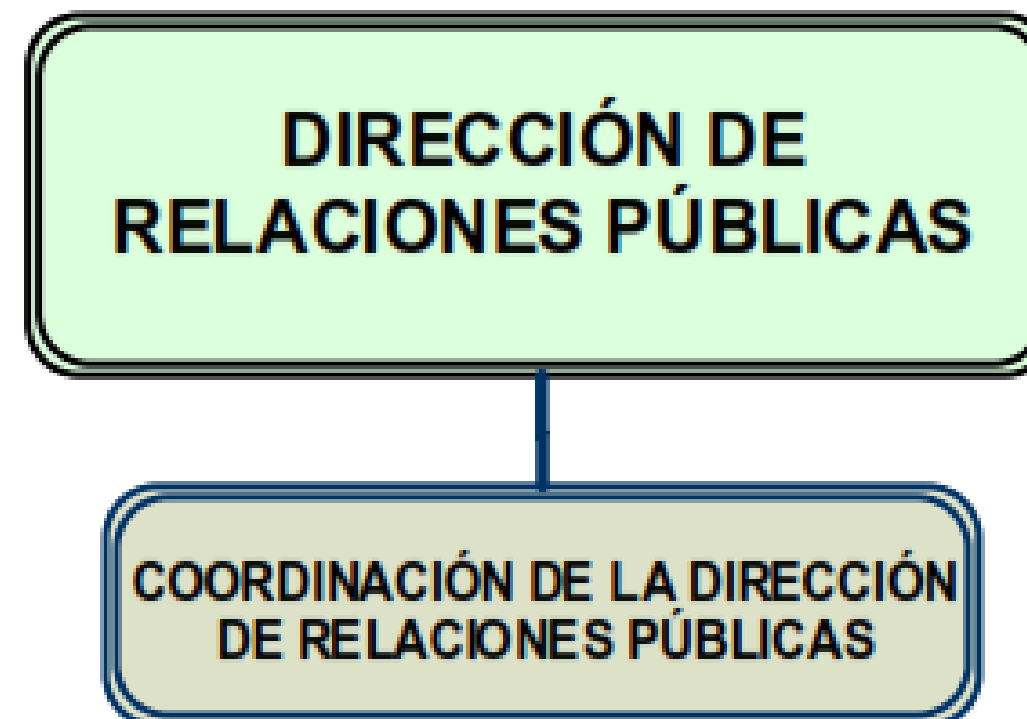 DIRECCIÓN DE
RELACIONES PÚBLICAS
COORDINACIÓN DE LA DIRECCIÓN
DE RELACIONES PÚBLICAS